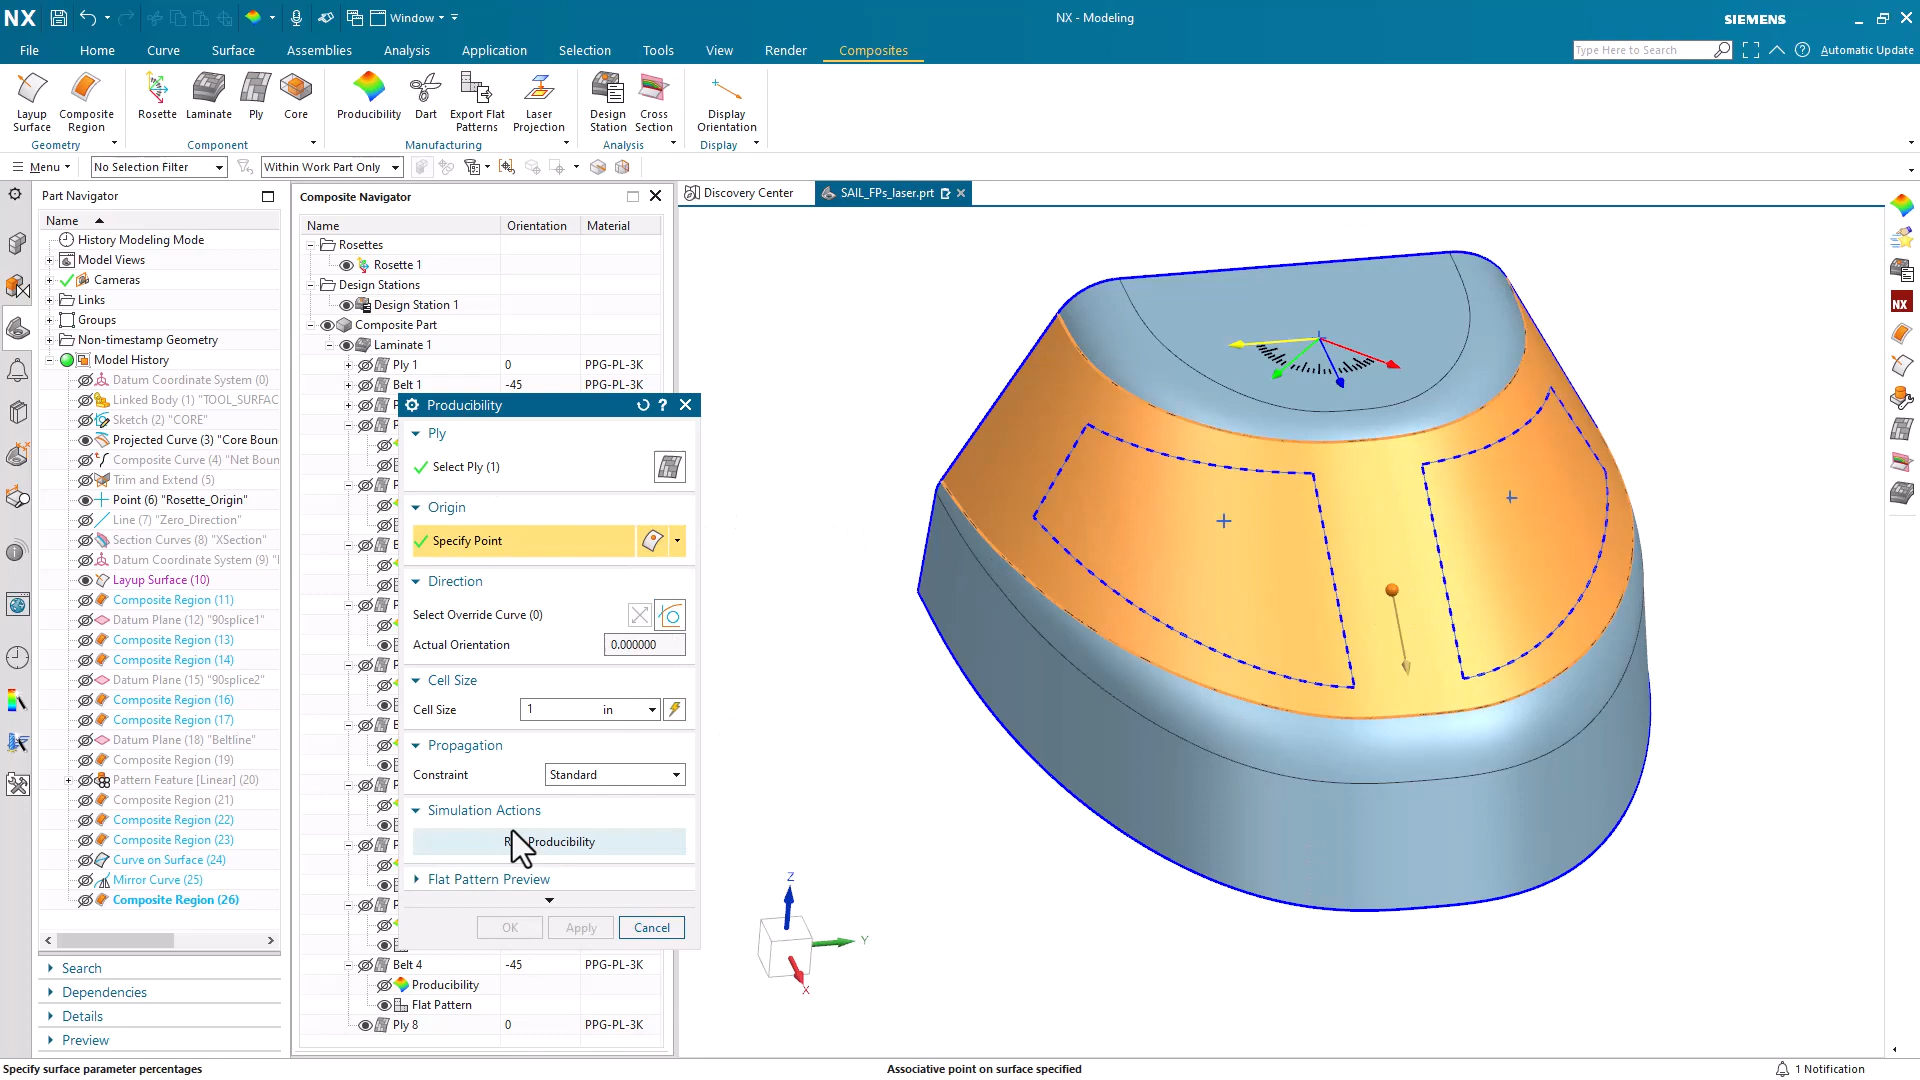 NX
Window
NX - Modeling
SIEMENS
File
Home
Curve
Surface
Assemblies
Analysis
Application
Selection
Tools
View
Render
Composites
Type Here to Search
Automatic Update
Layup Surface
Composite Region
Rosette
Laminate
Ply
Core
Producibility
Dart
Export Flat Patterns
Laser Projection
Design Station
Cross Section
Display Orientation
Geometry
Component
Manufacturing
Analysis
Display
Menu
No Selection Filter
Within Work Part Only
Part Navigator
Name
History Modeling Mode
Model Views
Cameras
Links
Groups
Non-timestamp Geometry
Model History
Datum Coordinate System (0)
Linked Body (1) "TOOL_SURFAC
Sketch (2) "CORE"
Projected Curve (3) "Core Boun
Composite Curve (4) "Net Boun
Trim and Extend (5)
Point (6) "Rosette_Origin"
Line (7) "Zero_Direction"
Section Curves (8) "XSection"
Datum Coordinate System (9) "I
Layup Surface (10)
Composite Region (11)
Datum Plane (12) "90splice1"
Composite Region (13)
Composite Region (14)
Datum Plane (15) "90splice2"
Composite Region (16)
Composite Region (17)
Datum Plane (18) "Beltline"
Composite Region (19)
Pattern Feature [Linear] (20)
Composite Region (21)
Composite Region (22)
Composite Region (23)
Curve on Surface (24)
Mirror Curve (25)
Composite Region (26)
Search
Dependencies
Details
Preview
Composite Navigator
Name Orientation Material
Rosettes
Rosette 1
Design Stations
Design Station 1
Composite Part
Laminate 1
Ply 1 0 PPG-PL-3K
Belt 1 -45 PPG-PL-3K
Producibility
Ply
Select Ply (1)
Origin
Specify Point
Direction
Select Override Curve (0)
Actual Orientation 0.000000
Cell Size
Cell Size 1 in
Propagation
Constraint Standard
Simulation Actions
Producibility
Flat Pattern Preview
OK Apply Cancel
Belt 4 -45 PPG-PL-3K
Producibility
Flat Pattern
Ply 8 0 PPG-PL-3K
Discovery Center
SAIL_FPs_laser.prt
Z
Y
X
NX
Specify surface parameter percentages
Associative point on surface specified
1 Notification